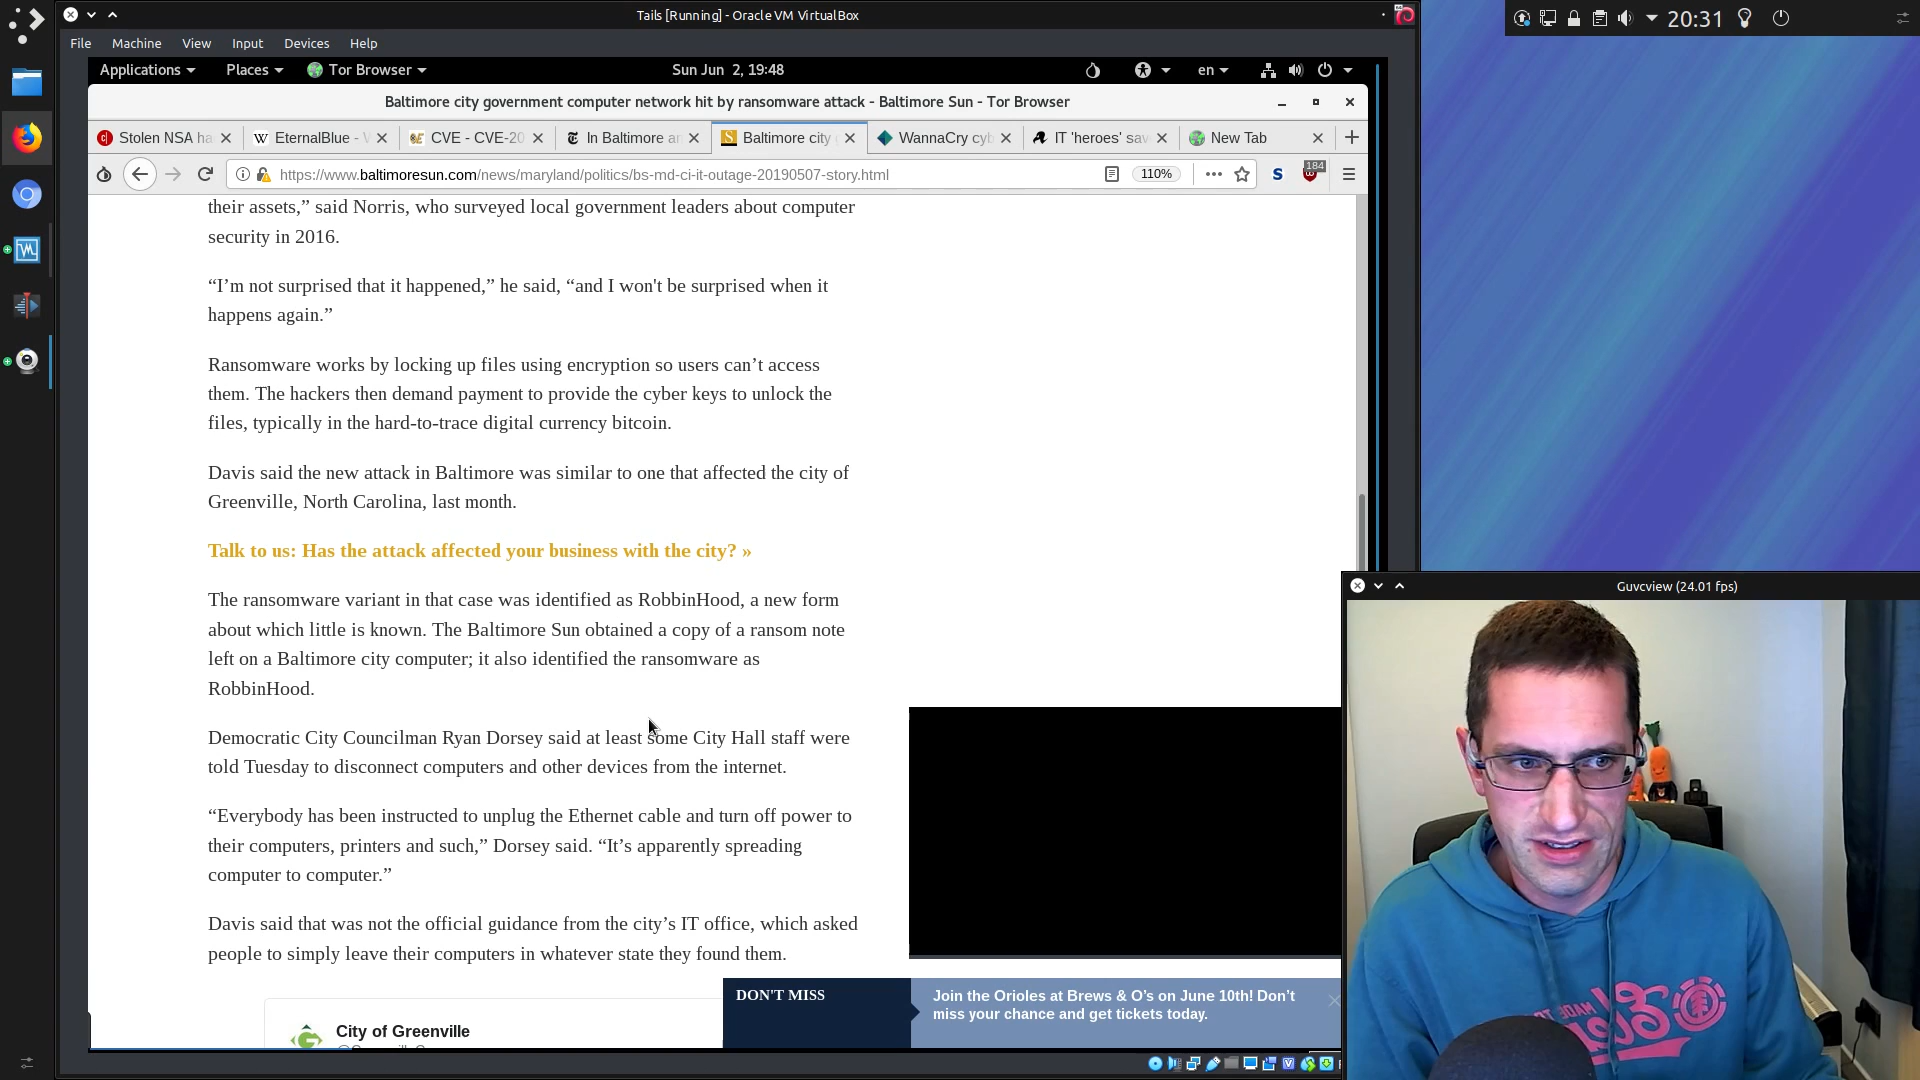 Tails [Running] - Oracle VM VirtualBox
20:31
File Machine View Input Devices Help
Applications Places Tor Browser Sun Jun 2, 19:48 en
Baltimore city government computer network hit by ransomware attack - Baltimore Sun - Tor Browser
Stolen NSA ha EternalBlue - W CVE - CVE-20 In Baltimore an Baltimore city WannaCry cyb IT 'heroes' sav New Tab
https://www.baltimoresun.com/news/maryland/politics/bs-md-ci-it-outage-20190507-story.html 110% S 184
their assets,” said Norris, who surveyed local government leaders about computer
security in 2016.
“I’m not surprised that it happened,” he said, “and I won't be surprised when it
happens again.”
Ransomware works by locking up files using encryption so users can’t access
them. The hackers then demand payment to provide the cyber keys to unlock the
files, typically in the hard-to-trace digital currency bitcoin.
Davis said the new attack in Baltimore was similar to one that affected the city of
Greenville, North Carolina, last month.
Talk to us: Has the attack affected your business with the city? »
The ransomware variant in that case was identified as RobbinHood, a new form
about which little is known. The Baltimore Sun obtained a copy of a ransom note
left on a Baltimore city computer; it also identified the ransomware as
RobbinHood.
Democratic City Councilman Ryan Dorsey said at least some City Hall staff were
told Tuesday to disconnect computers and other devices from the internet.
“Everybody has been instructed to unplug the Ethernet cable and turn off power to
their computers, printers and such,” Dorsey said. “It’s apparently spreading
computer to computer.”
Davis said that was not the official guidance from the city’s IT office, which asked
people to simply leave their computers in whatever state they found them.
City of Greenville
DON'T MISS
Join the Orioles at Brews & O’s on June 10th! Don’t
miss your chance and get tickets today.
Guvcview (24.01 fps)